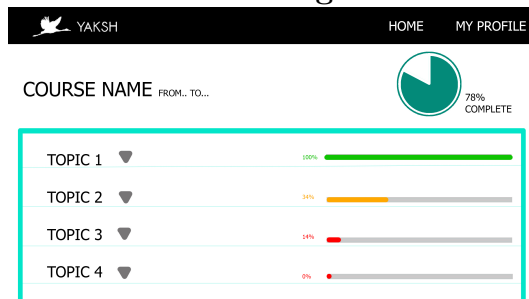 YAKSH HOME MY PROFILE
COURSE NAME FROM.. TO...
78%
COMPLETE
TOPIC 1 100%
TOPIC 2 34%
TOPIC 3 14%
TOPIC 4 0%